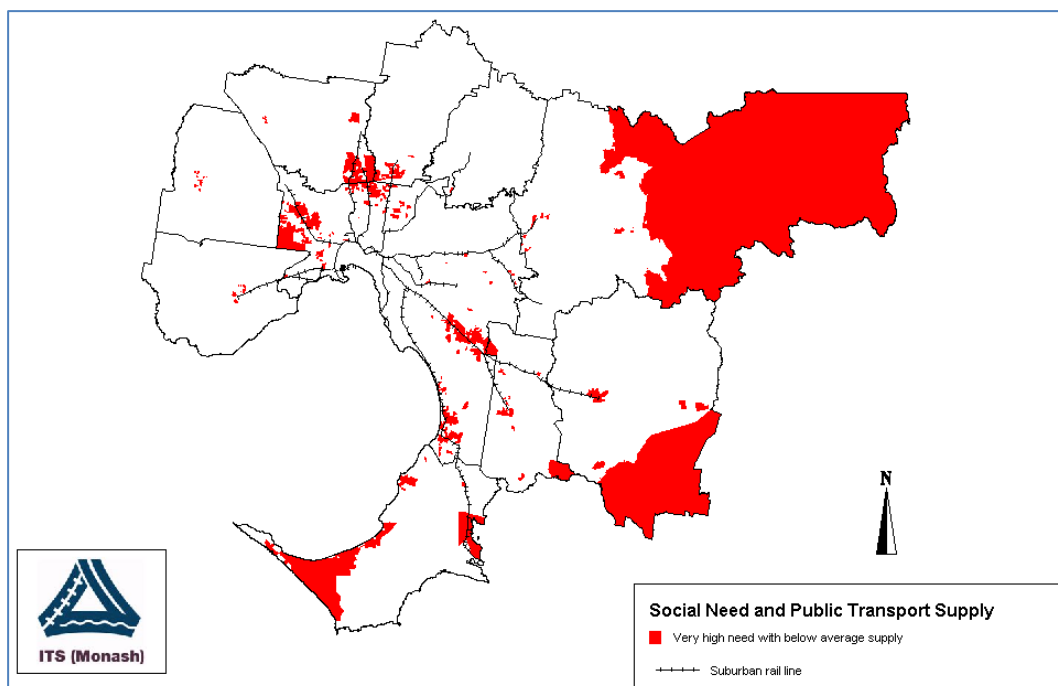 N
ITS (Monash)
Social Need and Public Transport Supply
Very high need with below average supply
Suburban rail line